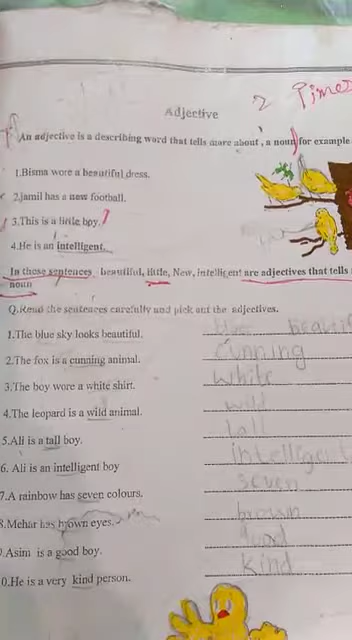 2 Times
Adjective
An adjective is a describing word that tells more about , a noun for example
1.Bisma wore a beautiful dress.
2.jamil has a new football.
3.This is a little boy.
4.He is an intelligent.
In these sentences beautiful, little, New, intelligent are adjectives that tells
noun
Q.Read the sentences carefully and pick out the adjectives.
1.The blue sky looks beautiful. blue
2.The fox is a cunning animal. cunning
3.The boy wore a white shirt. white
4.The leopard is a wild animal. wild
5.Ali is a tall boy. tall
6. Ali is an intelligent boy intelligent
7.A rainbow has seven colours. seven
8.Mehar has brown eyes. brown
Asim is a good boy. good
0.He is a very kind person. kind